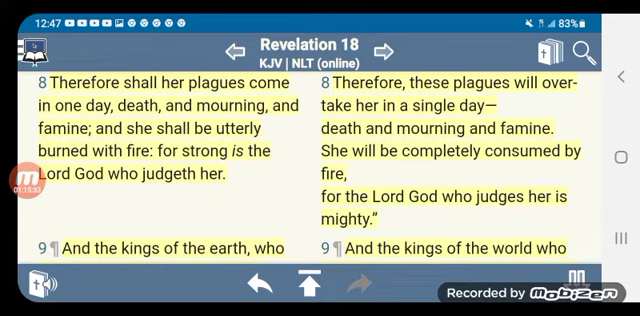 12:47
83%
Revelation 18
KJV | NLT (online)
8 Therefore shall her plagues come
in one day, death, and mourning, and
famine; and she shall be utterly
burned with fire: for strong is the
Lord God who judgeth her.
9 ¶ And the kings of the earth, who
8 Therefore, these plagues will over-
take her in a single day—
death and mourning and famine.
She will be completely consumed by
fire,
for the Lord God who judges her is
mighty.”
9 ¶ And the kings of the world who
01:15:33
Recorded by Mobizen